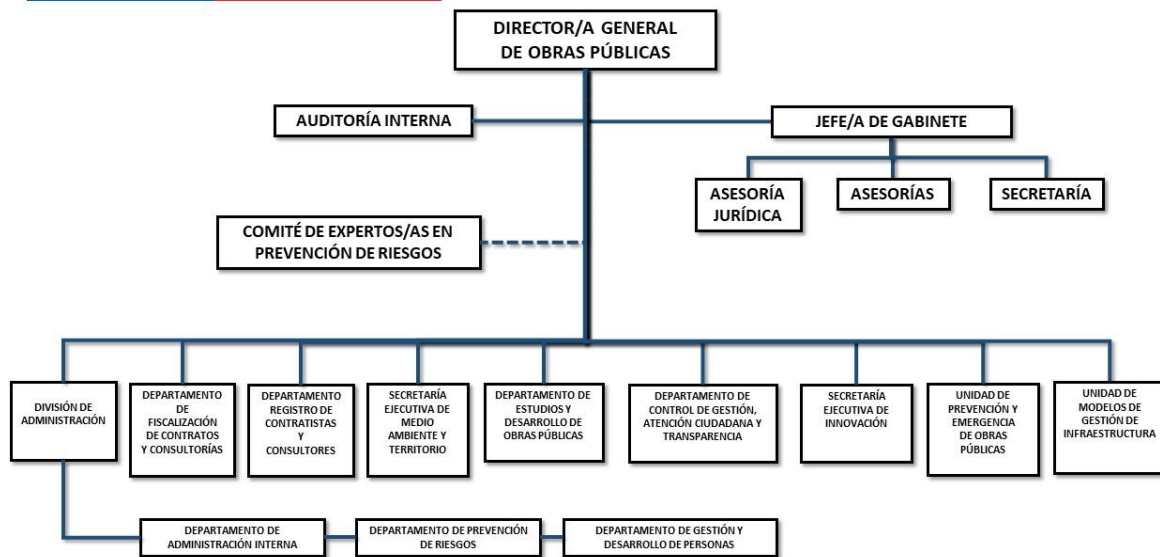 DIRECTOR/A GENERAL
DE OBRAS PÚBLICAS
AUDITORÍA INTERNA
JEFE/A DE GABINETE
ASESORÍA
JURÍDICA
ASESORÍAS
SECRETARÍA
COMITÉ DE EXPERTOS/AS EN
PREVENCIÓN DE RIESGOS
DIVISIÓN DE
ADMINISTRACIÓN
DEPARTAMENTO
DE
FISCALIZACIÓN
DE CONTRATOS
Y CONSULTORÍAS
DEPARTAMENTO
REGISTRO DE
CONTRATISTAS
Y
CONSULTORES
SECRETARÍA
EJECUTIVA DE
MEDIO
AMBIENTE Y
TERRITORIO
DEPARTAMENTO DE
ESTUDIOS Y
DESARROLLO DE
OBRAS PÚBLICAS
DEPARTAMENTO DE
CONTROL DE GESTIÓN,
ATENCIÓN CIUDADANA Y
TRANSPARENCIA
SECRETARÍA
EJECUTIVA DE
INNOVACIÓN
UNIDAD DE
PREVENCIÓN Y
EMERGENCIA
DE OBRAS
PÚBLICAS
UNIDAD DE
MODELOS DE
GESTIÓN DE
INFRAESTRUCTURA
DEPARTAMENTO DE
ADMINISTRACIÓN INTERNA
DEPARTAMENTO DE PREVENCIÓN
DE RIESGOS
DEPARTAMENTO DE GESTIÓN Y
DESARROLLO DE PERSONAS